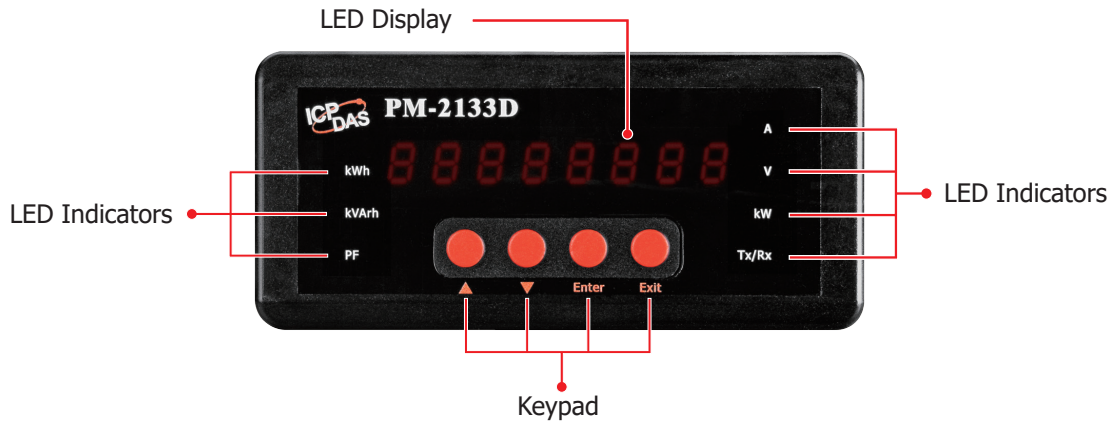 LED Display
ICP DAS
PM-2133D
88888888
kWh
kVArh
PF
LED Indicators
A
V
kW
Tx/Rx
LED Indicators
▲ ▼ Enter Exit
Keypad